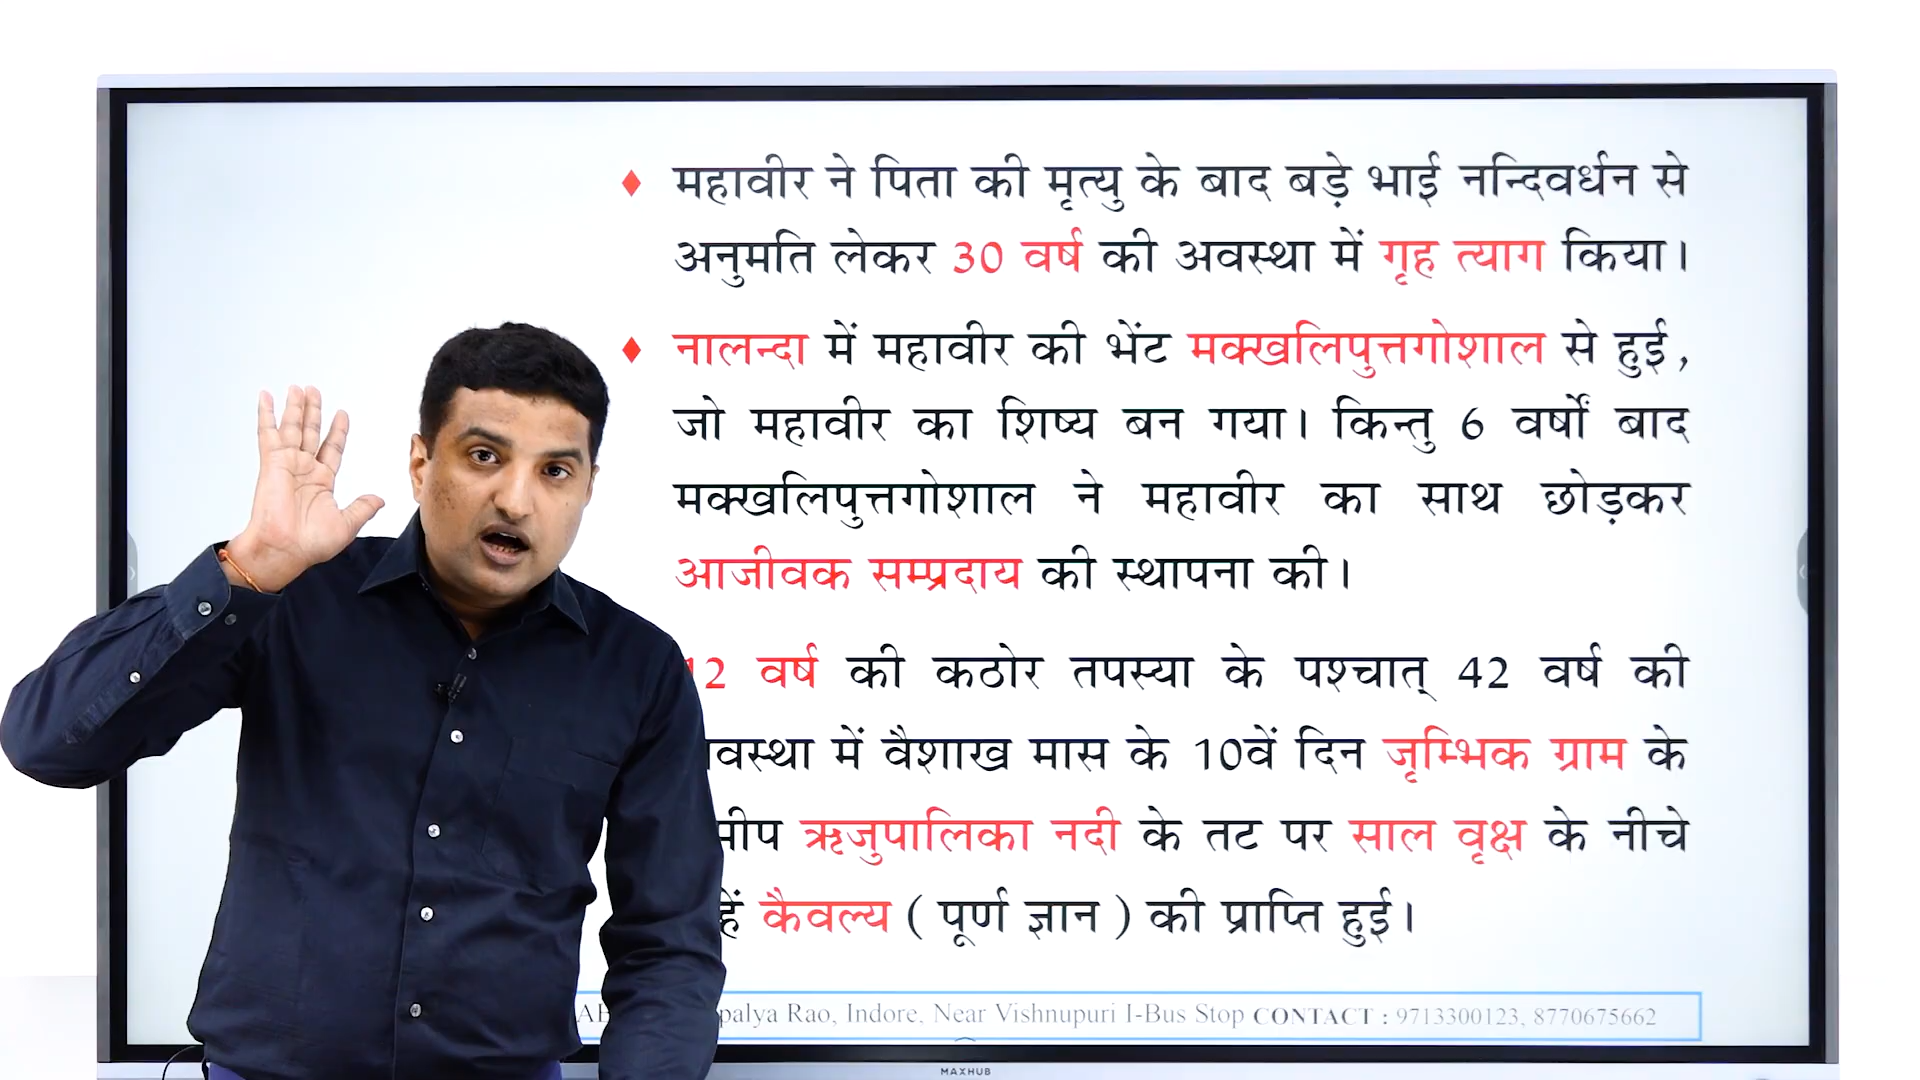 महावीर ने पिता की मृत्यु के बाद बड़े भाई नन्दिवर्धन से
अनुमति लेकर 30 वर्ष की अवस्था में गृह त्याग किया।
नालन्दा में महावीर की भेंट मक्खलिपुत्तगोशाल से हुई,
जो महावीर का शिष्य बन गया। किन्तु 6 वर्षों बाद
मक्खलिपुत्तगोशाल ने महावीर का साथ छोड़कर
आजीवक सम्प्रदाय की स्थापना की।
12 वर्ष की कठोर तपस्या के पश्चात् 42 वर्ष की
में वैशाख मास के 10वें दिन जृम्भिक ग्राम के
ऋजुपालिका नदी के तट पर साल वृक्ष के नीचे
कैवल्य ( पूर्ण ज्ञान ) की प्राप्ति हुई।
Rao, Indore, Near Vishnupuri I-Bus Stop CONTACT : 9713300123, 8770675662
MAXHUB